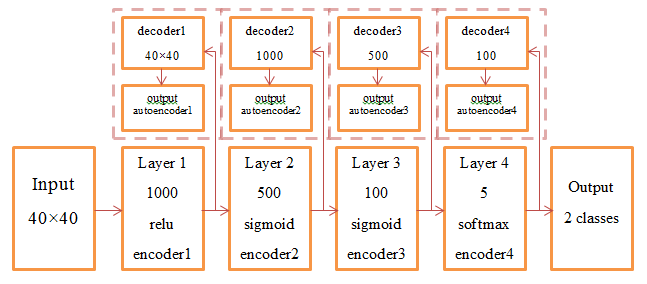 decoder1
40×40
decoder2
1000
decoder3
500
decoder4
100
output
autoencoder1
output
autoencoder2
output
autoencoder3
output
autoencoder4
Input
40×40
Layer 1
1000
relu
encoder1
Layer 2
500
sigmoid
encoder2
Layer 3
100
sigmoid
encoder3
Layer 4
5
softmax
encoder4
Output
2 classes